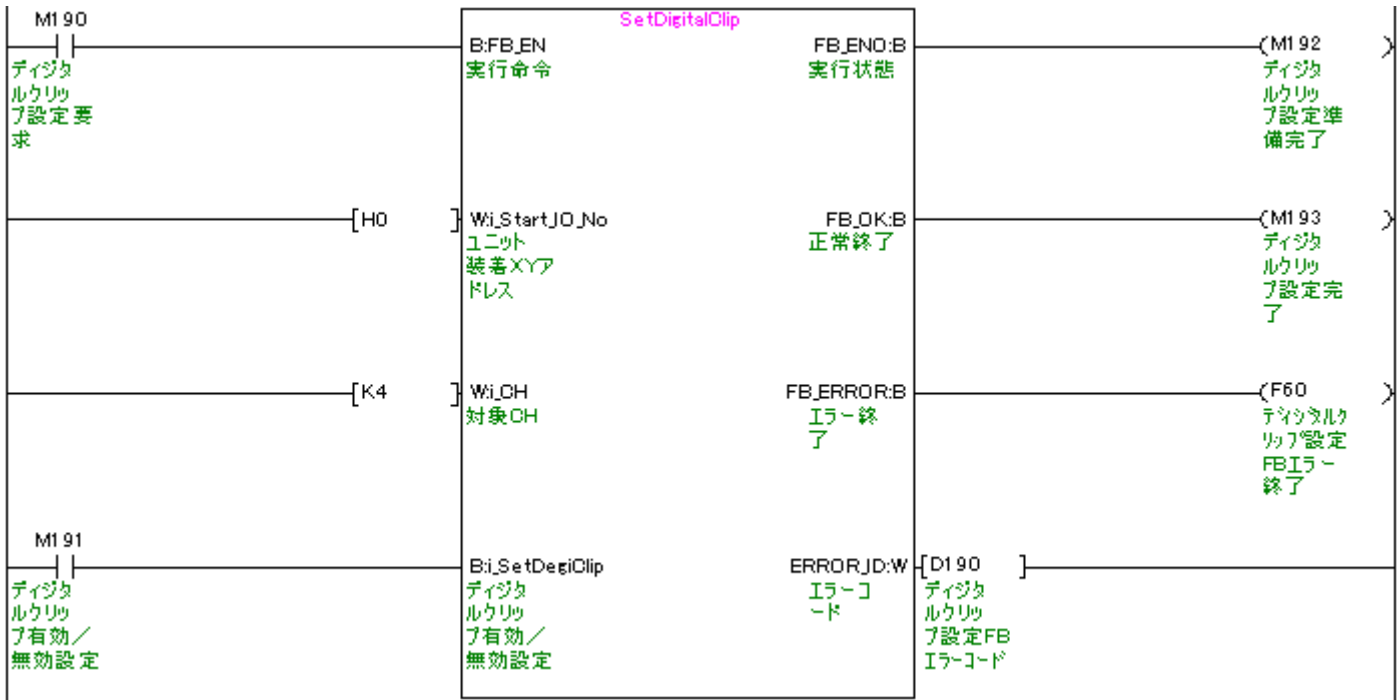 M190
SetDigitalClip
B:FB_EN
FB_ENO:B
(M192 )
ディジタ
ルクリッ
プ設定要
求
実行命令
実行状態
ディジタ
ルクリッ
プ設定準
備完了
[H0 ]
W:i_Start_IO_No
FB_OK:B
(M193 )
ユニット
装着XYア
ドレス
正常終了
ディジタ
ルクリッ
プ設定完
了
[K4 ]
W:i_CH
FB_ERROR:B
(F60 )
対象CH
エラー終
了
ディジタルク
リップ設定
FBエラー
終了
M191
B:i_SetDegiClip
ERROR_ID:W
[D190 ]
ディジタ
ルクリッ
プ有効/
無効設定
ディジタ
ルクリッ
プ有効/
無効設定
エラーコ
ード
ディジタ
ルクリッ
プ設定FB
エラーコード